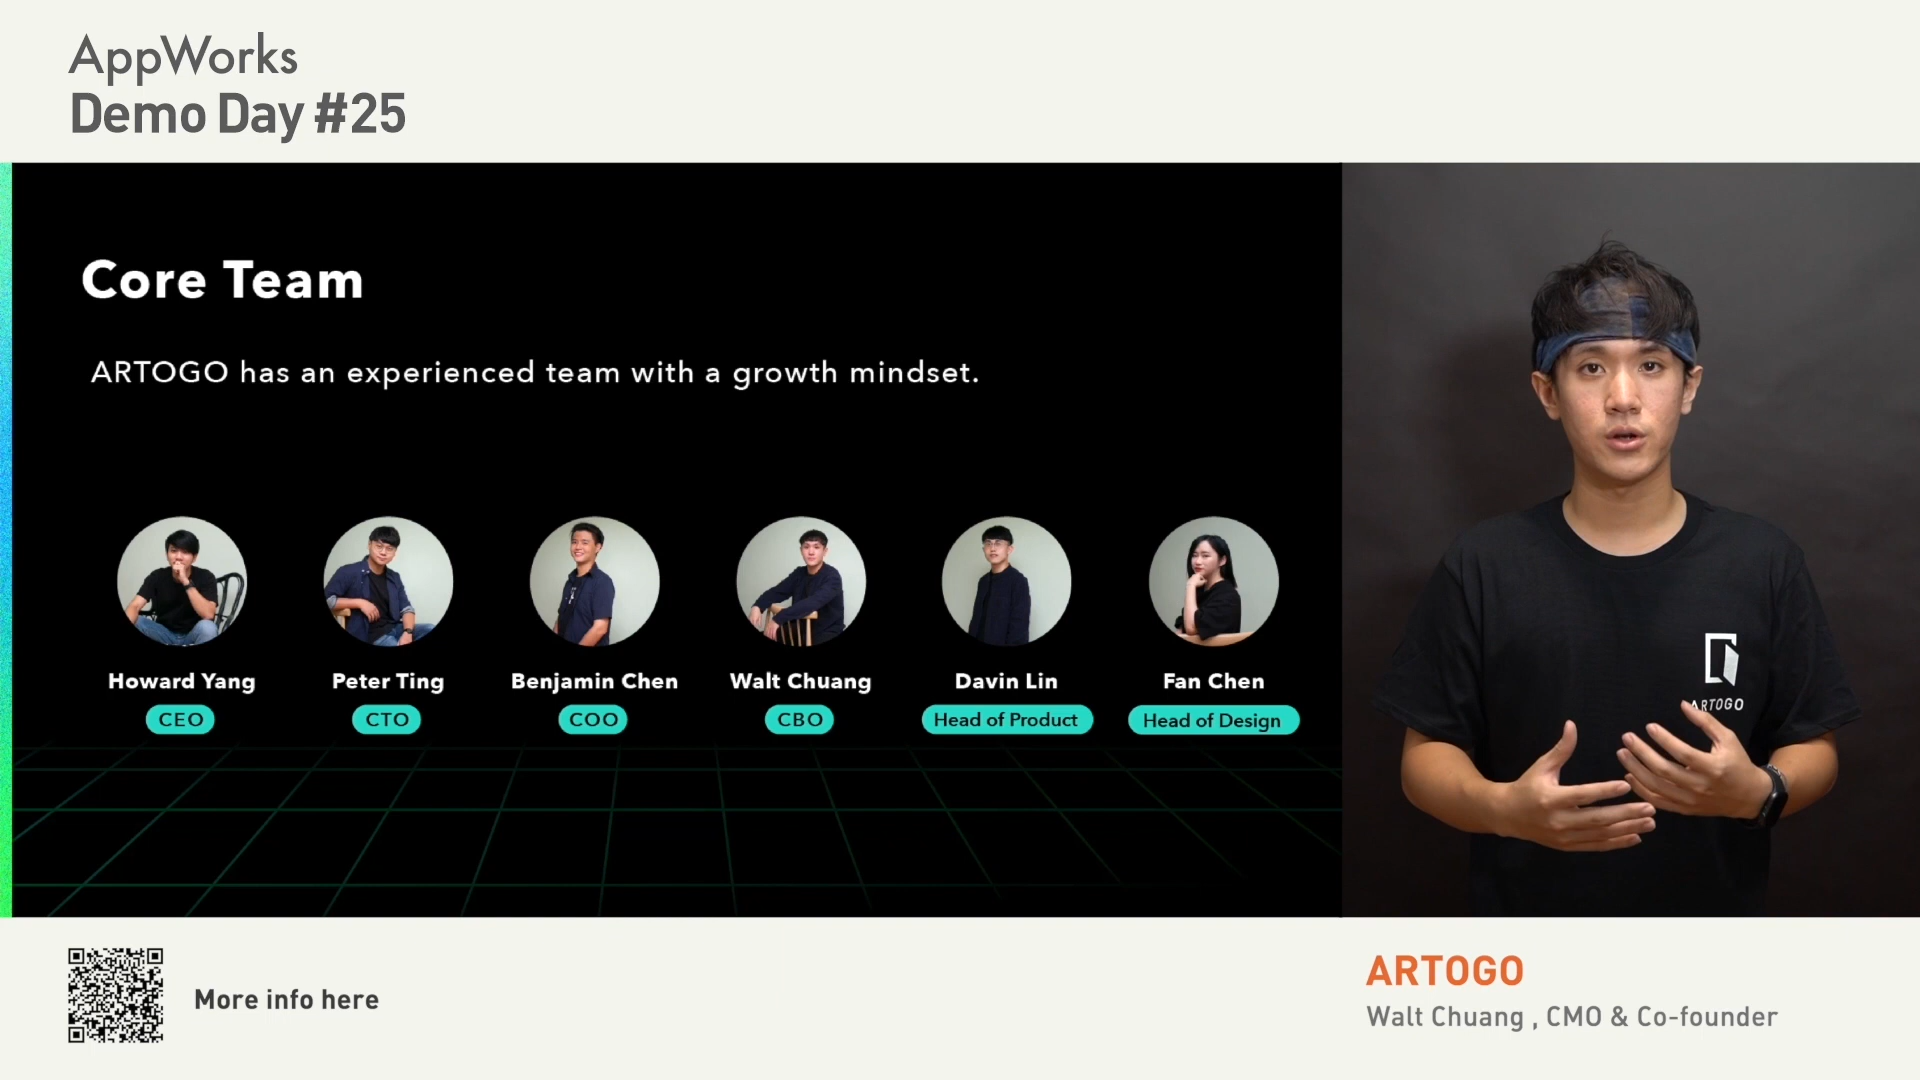 AppWorks
Demo Day #25
Core Team
ARTOGO has an experienced team with a growth mindset.
Howard Yang
CEO
Peter Ting
CTO
Benjamin Chen
COO
Walt Chuang
CBO
Davin Lin
Head of Product
Fan Chen
Head of Design
ARTOGO
More info here
ARTOGO
Walt Chuang , CMO & Co-founder